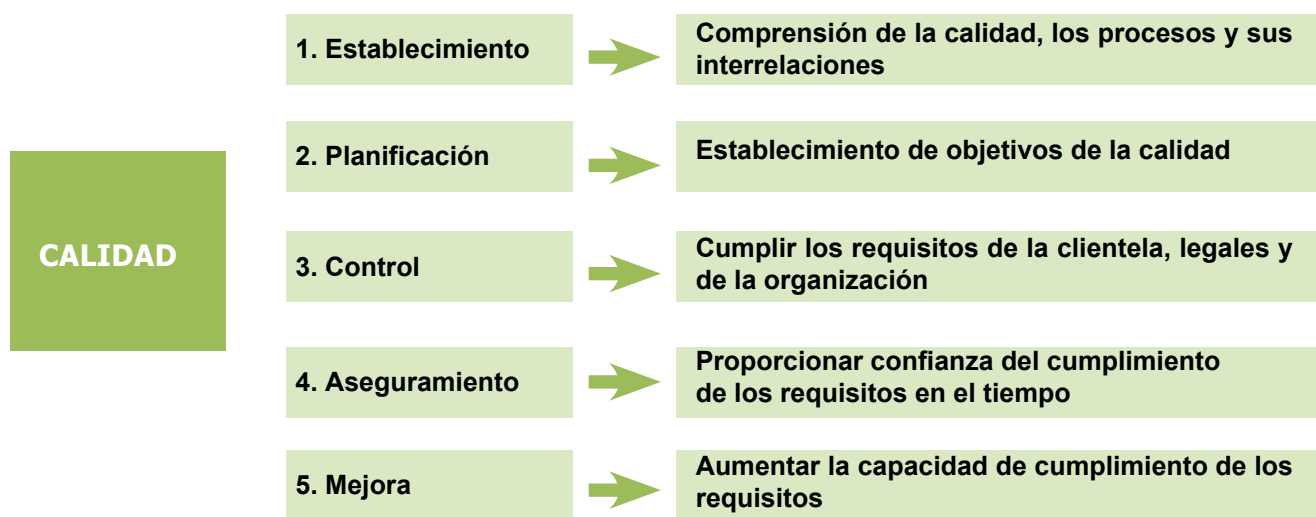 1. Establecimiento
Comprensión de la calidad, los procesos y sus
interrelaciones
2. Planificación
Establecimiento de objetivos de la calidad
CALIDAD
3. Control
Cumplir los requisitos de la clientela, legales y
de la organización
4. Aseguramiento
Proporcionar confianza del cumplimiento
de los requisitos en el tiempo
5. Mejora
Aumentar la capacidad de cumplimiento de los
requisitos